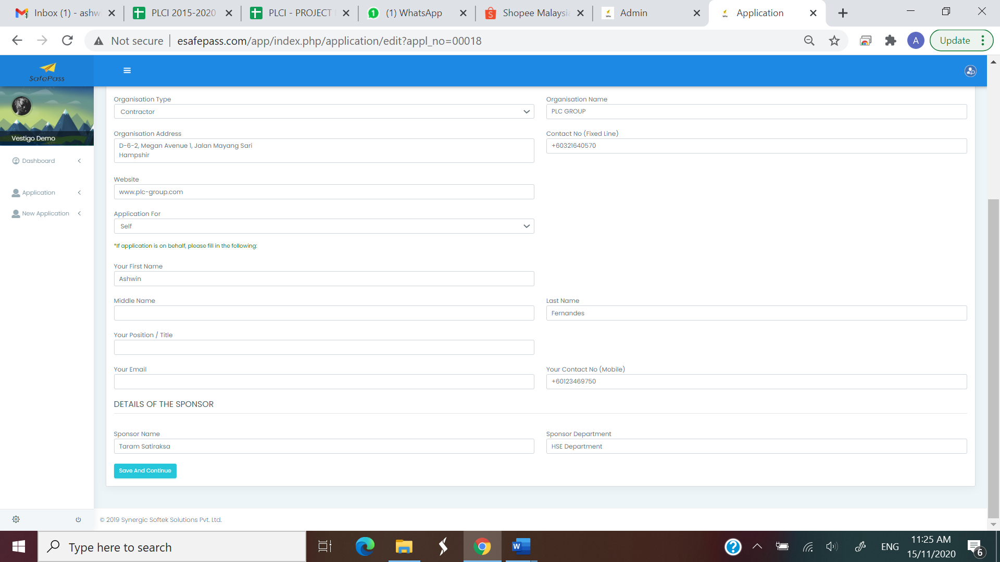 Inbox (1) - ashw
PLCI 2015-2020
PLCI - PROJECT
(1) WhatsApp
Shopee Malaysia
Admin
Application
Not secure
esafepass.com/app/index.php/application/edit?appl_no=00018
A
Update
SafePass
Vestigo Demo
Dashboard
Application
New Application
Organisation Type
Organisation Name
Contractor
PLC GROUP
Organisation Address
Contact No (Fixed Line)
D-6-2, Megan Avenue 1, Jalan Mayang Sari
Hampshir
+60321640570
Website
www.plc-group.com
Application For
Self
*If application is on behalf, please fill in the following:
Your First Name
Ashwin
Middle Name
Last Name
Fernandes
Your Position / Title
Your Email
Your Contact No (Mobile)
+60123469750
DETAILS OF THE SPONSOR
Sponsor Name
Sponsor Department
Taram Satiraksa
HSE Department
Save And Continue
© 2019 Synergic Softek Solutions Pvt. Ltd.
Type here to search
ENG
11:25 AM
15/11/2020
6